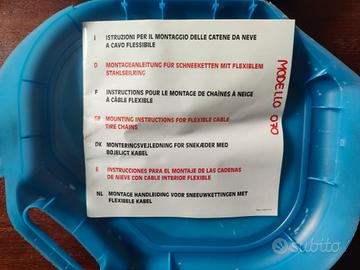 I ISTRUZIONI PER IL MONTAGGIO DELLE CATENE DA NEVE
A CAVO FLESSIBILE
D MONTAGEANLEITUNG FÜR SCHNEEKETTEN MIT FLEXIBLEM
STAHLSEILRING
F INSTRUCTIONS POUR LE MONTAGE DE CHAÎNES À NEIGE
À CÂBLE FLEXIBLE
GB MOUNTING INSTRUCTIONS FOR FLEXIBLE CABLE
TIRE CHAINS
DK MONTERINGSVEJLEDNING FOR SNEKÆDER MED
BØJELIGT KABEL
E INSTRUCCIONES PARA EL MONTAJE DE LAS CADENAS
DE NIEVE CON CABLE INTERIOR FLEXIBLE
NL MONTAGE HANDLEIDING VOOR SNEEUWKETTINGEN MET
FLEXIBELE KABEL
MODELLO 070
subito